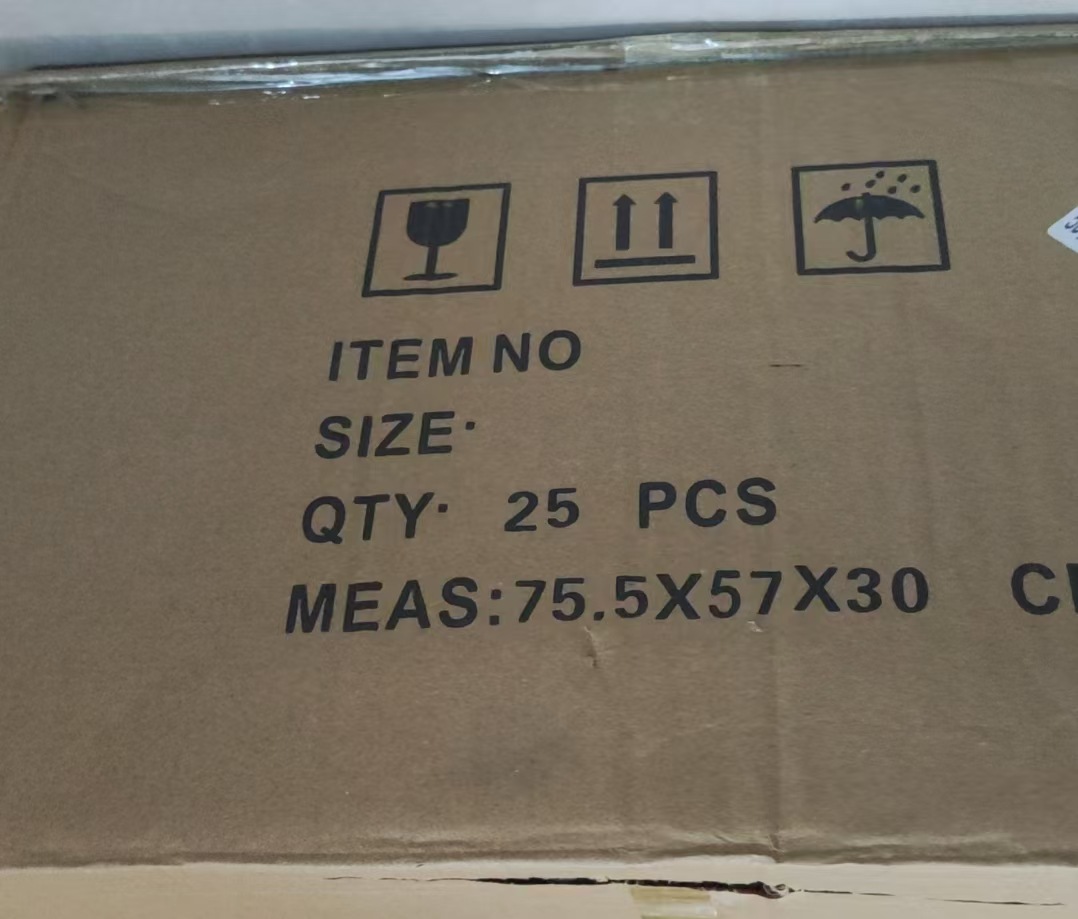 ITEM NO
SIZE:
QTY: 25 PCS
MEAS:75.5X57X30 C